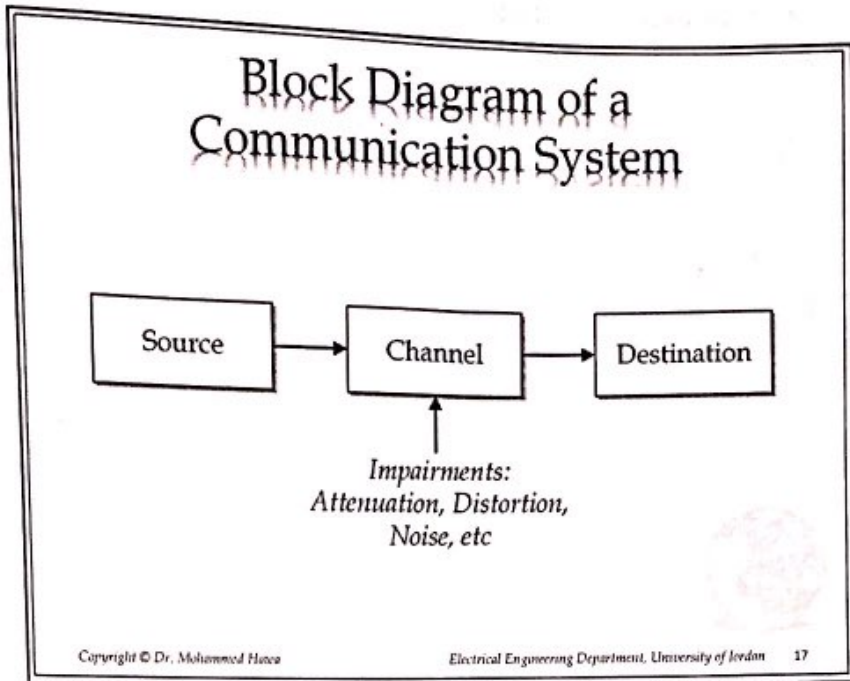 Block Diagram of a
Communication System
Source
Channel
Destination
Impairments:
Attenuation, Distortion,
Noise, etc
Copyright © Dr. Mohammed Hawa
Electrical Engineering Department, University of Jordan 17